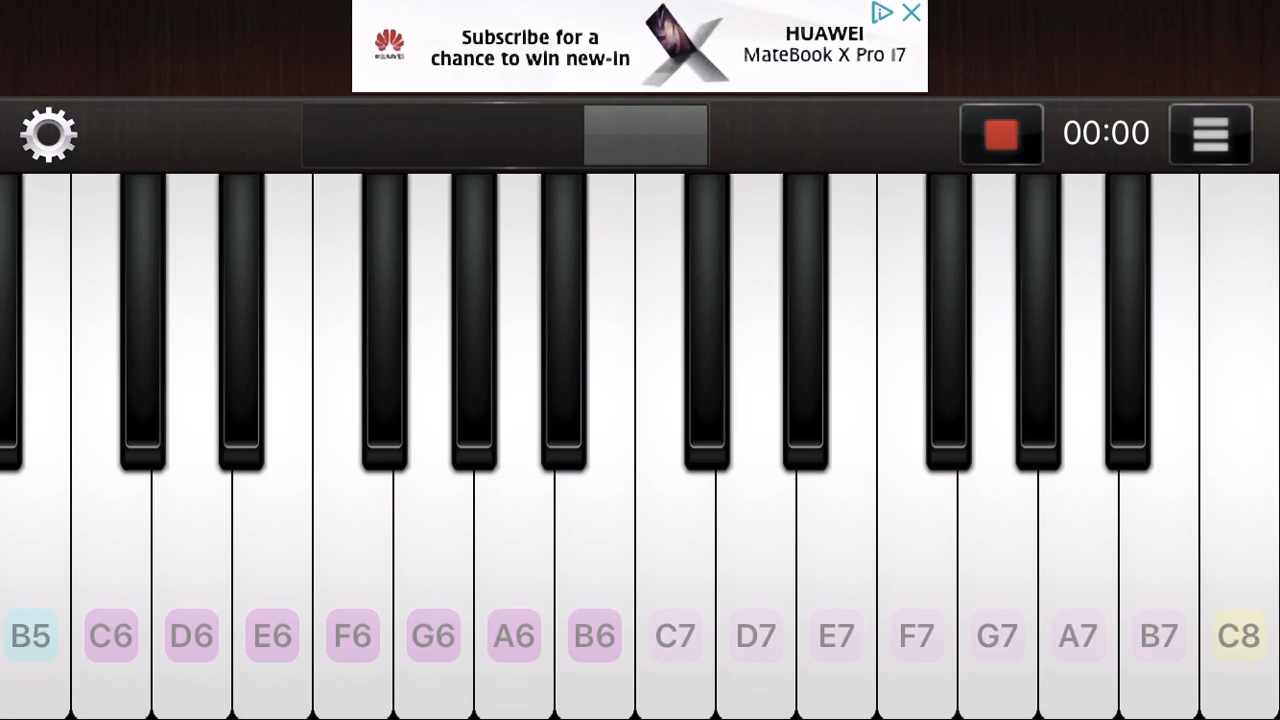 HUAWEI
Subscribe for a
chance to win new-in
HUAWEI
MateBook X Pro i7
00:00
B5 C6 D6 E6 F6 G6 A6 B6 C7 D7 E7 F7 G7 A7 B7 C8